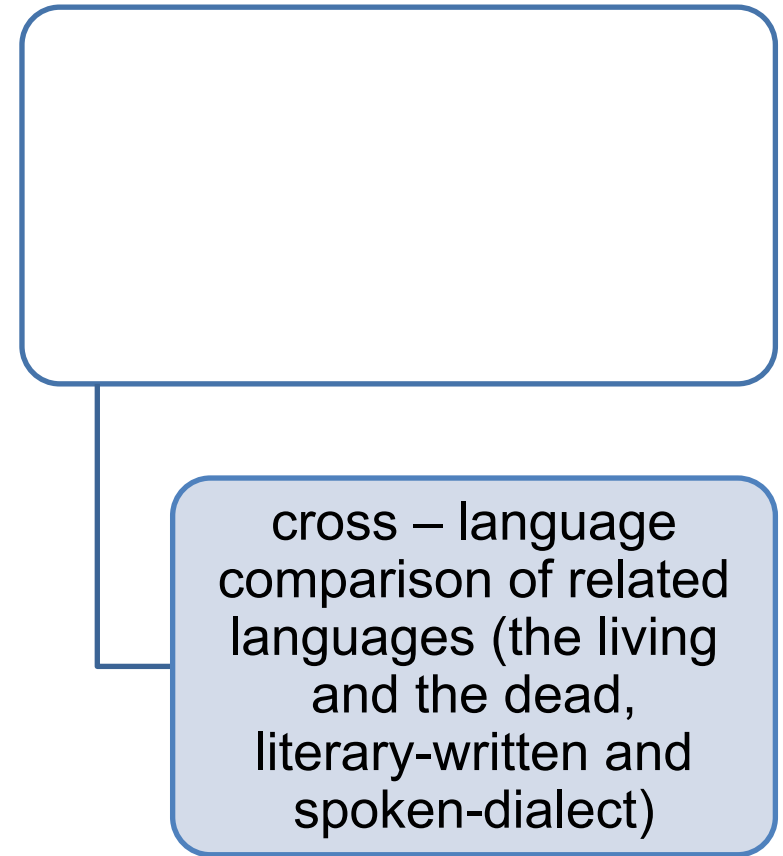 cross – language
comparison of related
languages (the living
and the dead,
literary-written and
spoken-dialect)